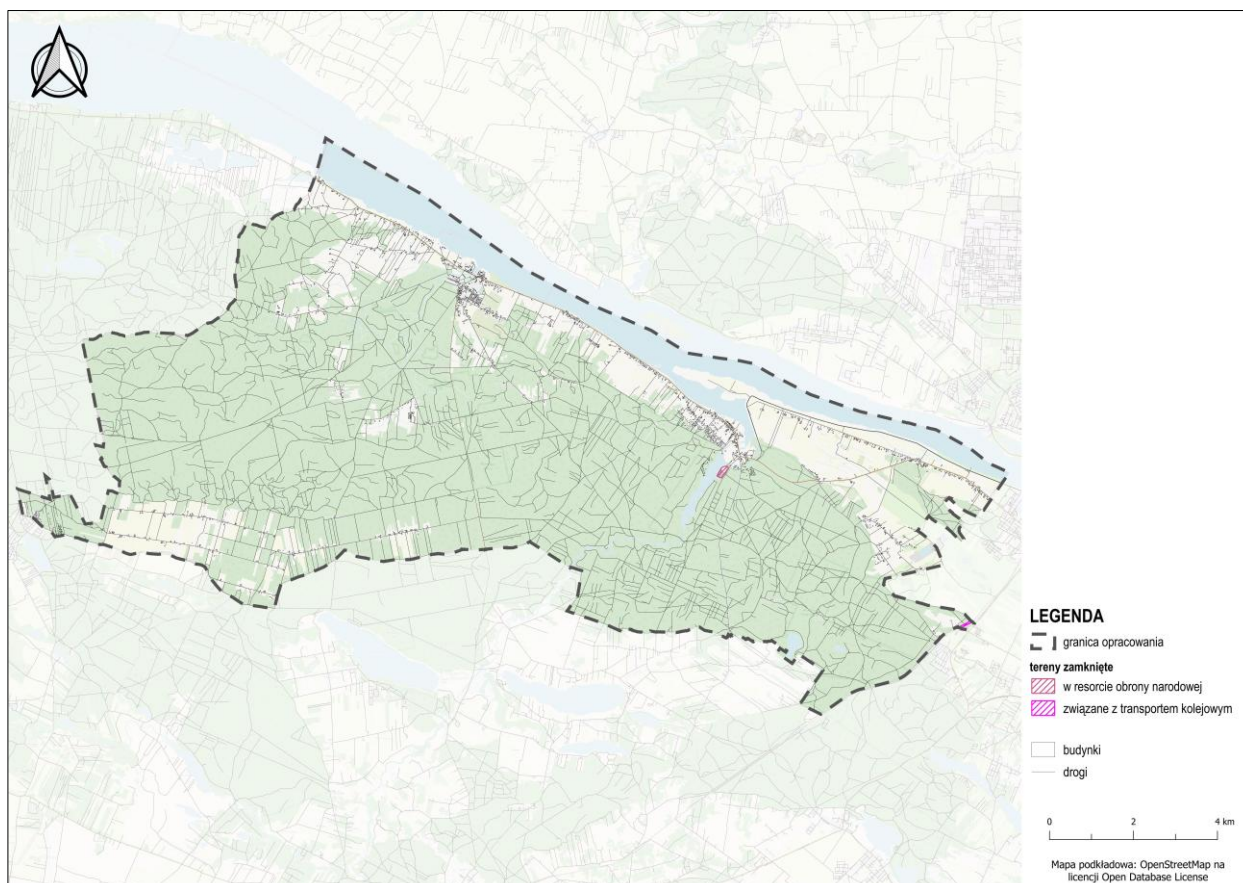 LEGENDA
granica opracowania
tereny zamknięte
w resorcie obrony narodowej
związane z transportem kolejowym
budynki
drogi
0 2 4 km
Mapa podkładowa: OpenStreetMap na
licencji Open Database License